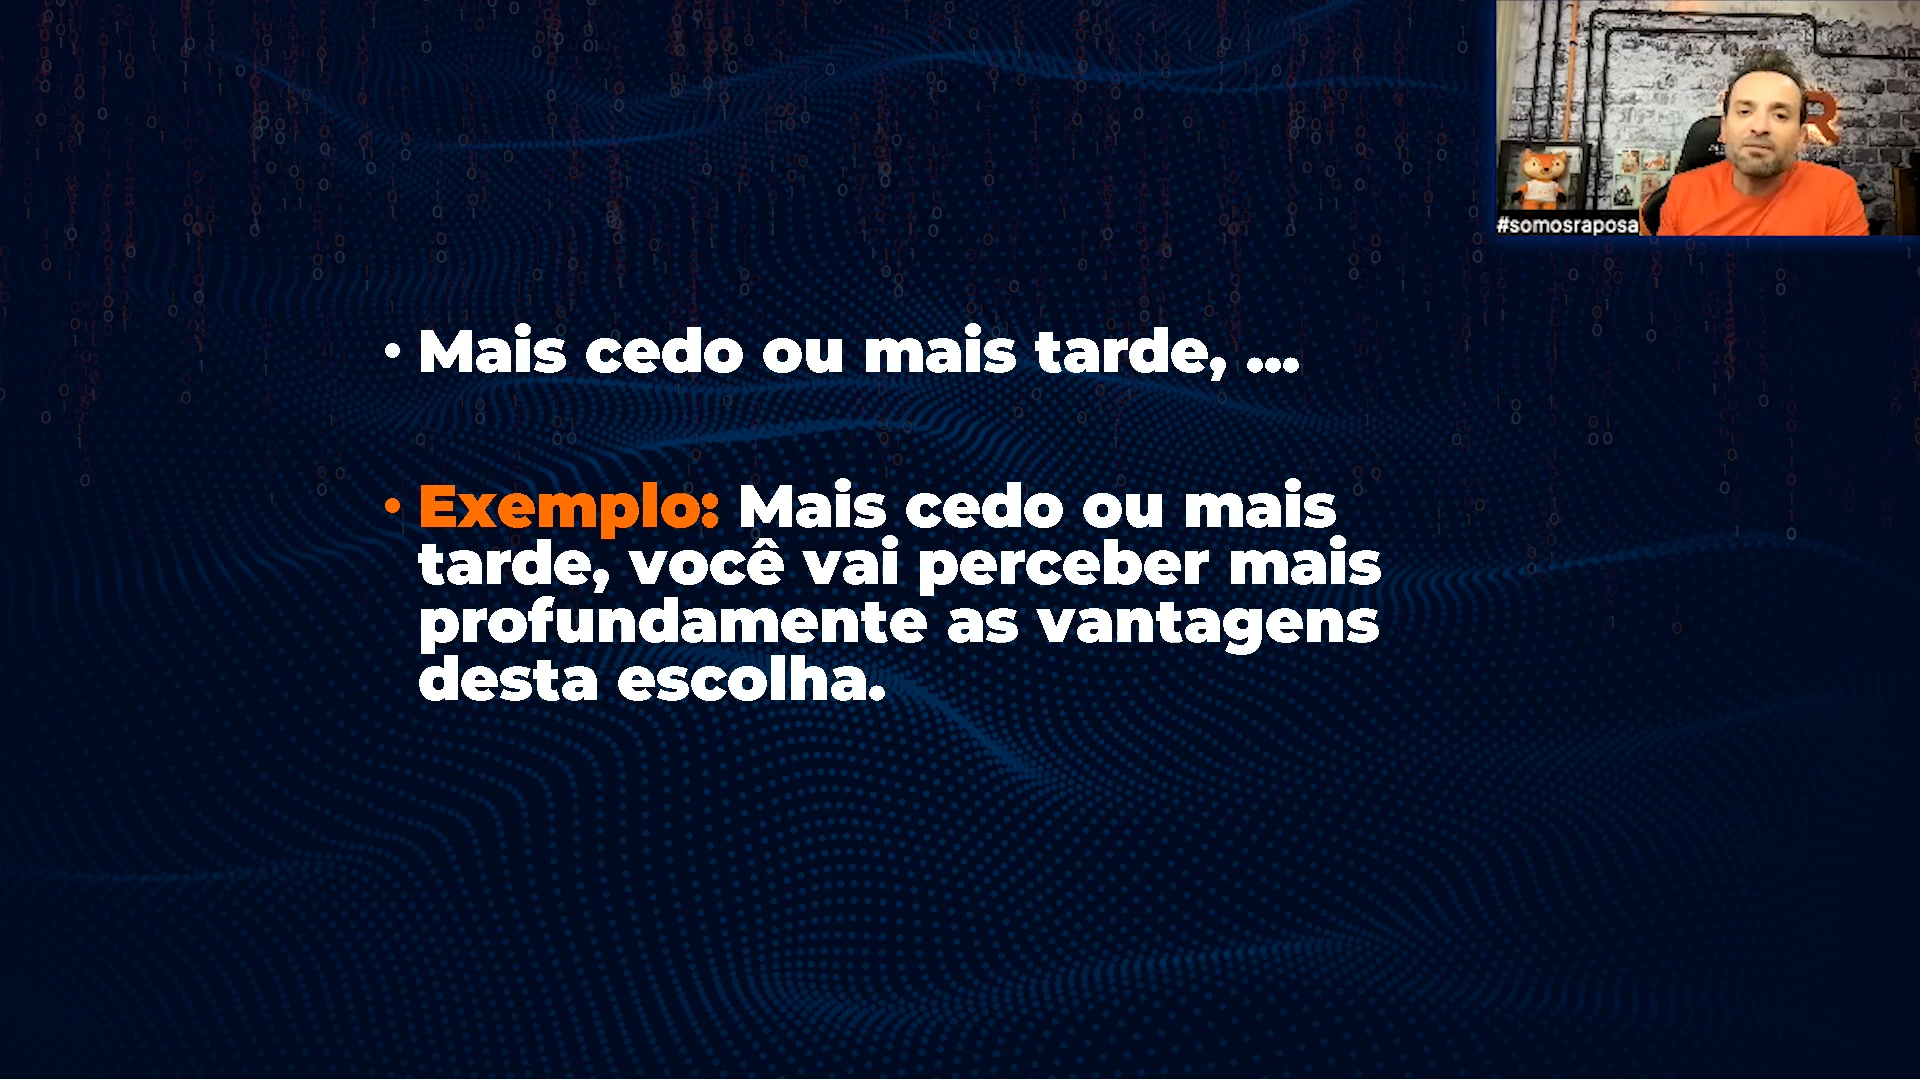 #somosraposa
• Mais cedo ou mais tarde, ...
• Exemplo: Mais cedo ou mais
tarde, você vai perceber mais
profundamente as vantagens
desta escolha.